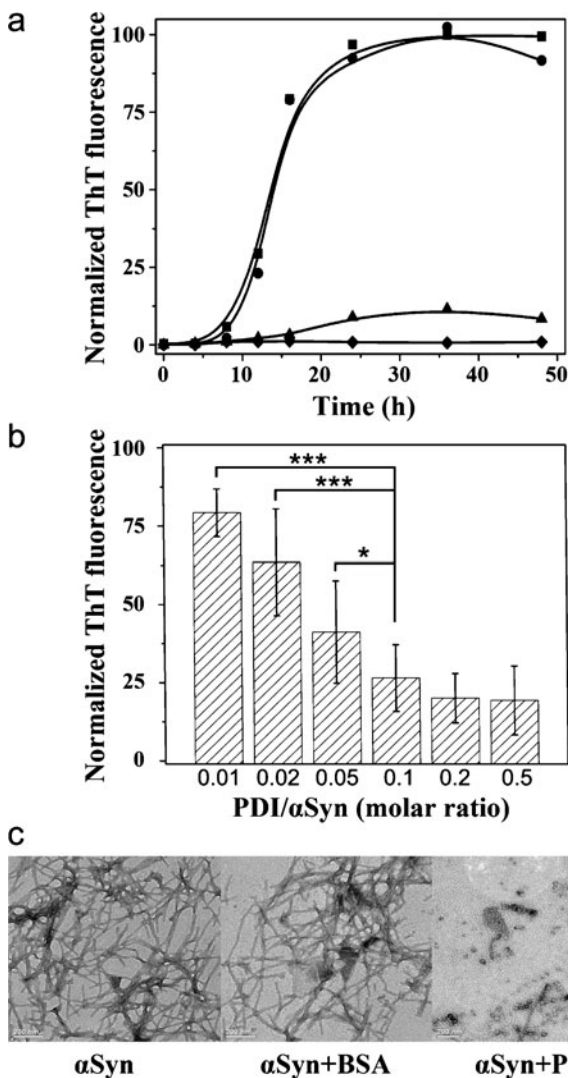 a
Normalized ThT fluorescence
100
75
50
25
0
0 10 20 30 40 50
Time (h)
b
Normalized ThT fluorescence
100
75
50
25
0
***
***
*
0.01 0.02 0.05 0.1 0.2 0.5
PDI/αSyn (molar ratio)
c
αSyn αSyn+BSA αSyn+P